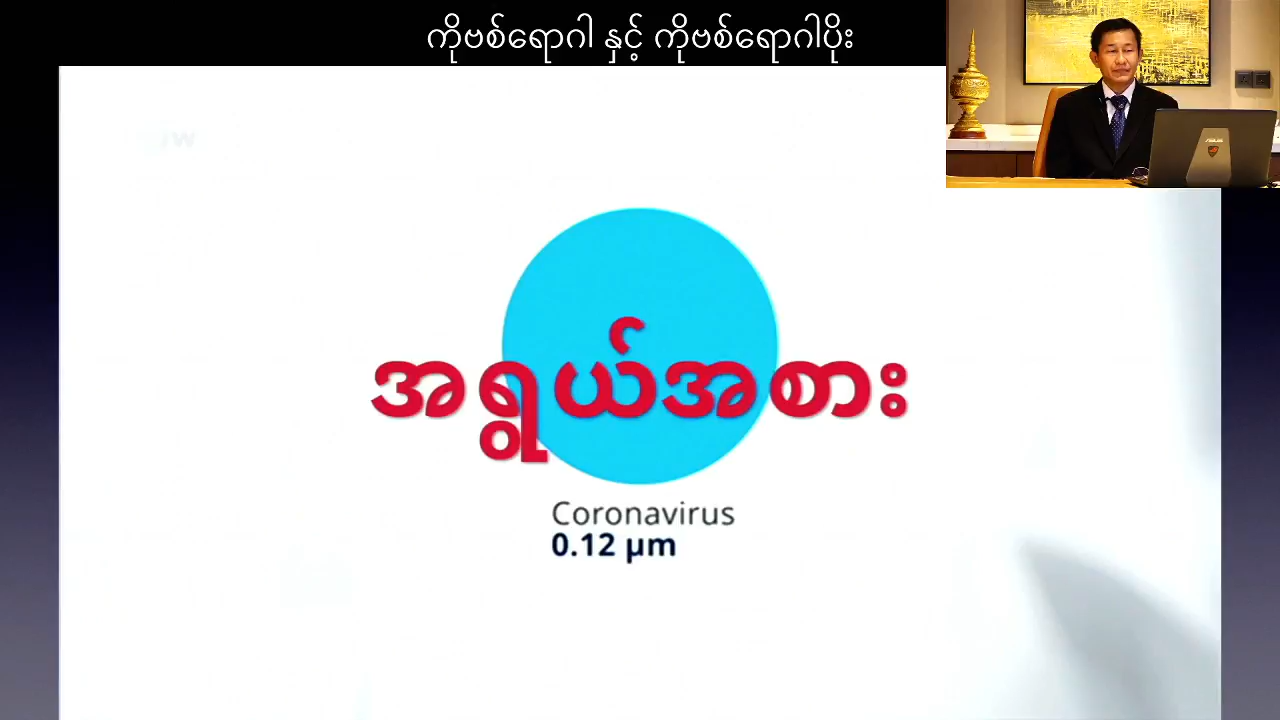 ကိုဗစ်ရောဂါ နှင့် ကိုဗစ်ရောဂါပိုး
အရွယ်အစား
Coronavirus
0.12 µm
ASUS